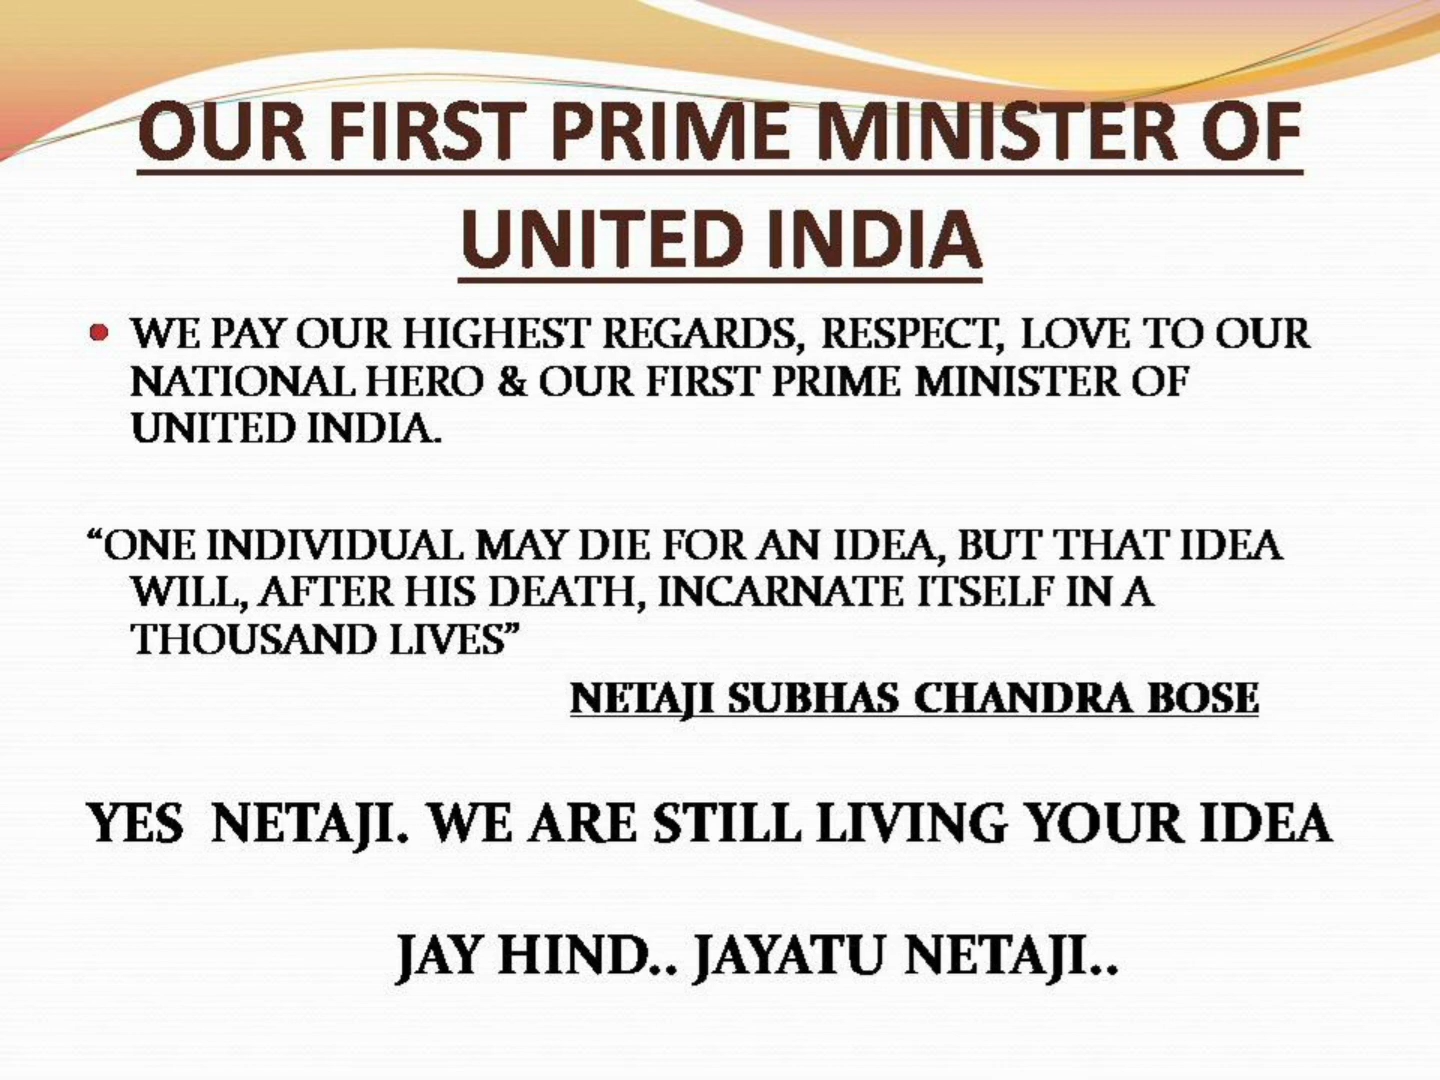 OUR FIRST PRIME MINISTER OF
UNITED INDIA
• WE PAY OUR HIGHEST REGARDS, RESPECT, LOVE TO OUR
NATIONAL HERO & OUR FIRST PRIME MINISTER OF
UNITED INDIA.
“ONE INDIVIDUAL MAY DIE FOR AN IDEA, BUT THAT IDEA
WILL, AFTER HIS DEATH, INCARNATE ITSELF IN A
THOUSAND LIVES”
NETAJI SUBHAS CHANDRA BOSE
YES NETAJI. WE ARE STILL LIVING YOUR IDEA
JAY HIND.. JAYATU NETAJI..